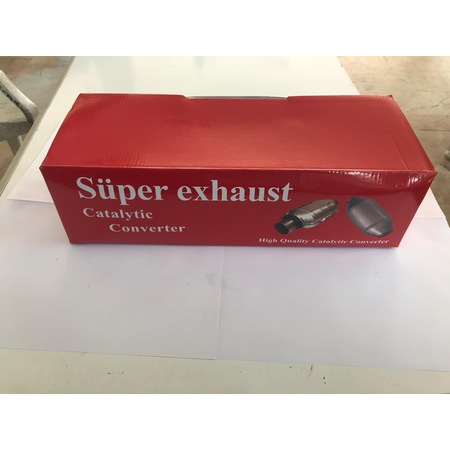 Süper exhaust
Catalytic
Converter
High Quality Catalytic Converter